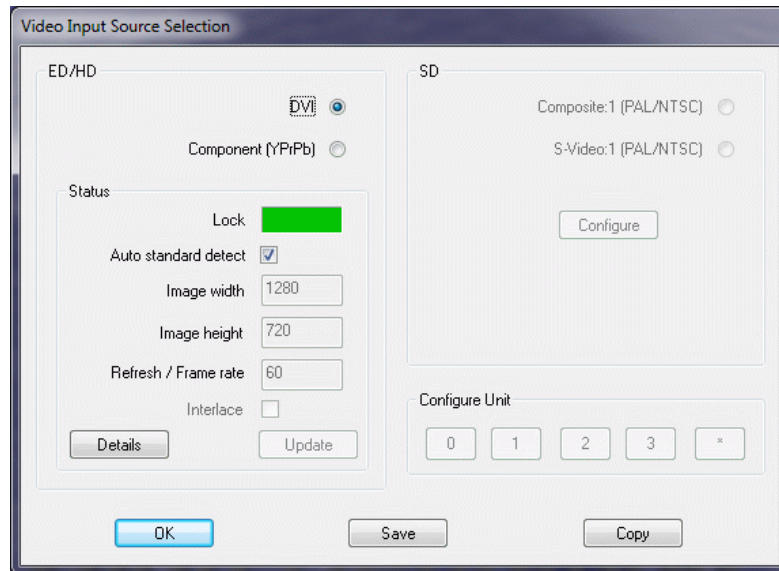 Video Input Source Selection
ED/HD
DVI
Component (YPrPb)
Status
Lock
Auto standard detect
Image width 1280
Image height 720
Refresh / Frame rate 60
Interlace
Details Update
SD
Composite:1 (PAL/NTSC)
S-Video:1 (PAL/NTSC)
Configure
Configure Unit
0 1 2 3 *
OK Save Copy